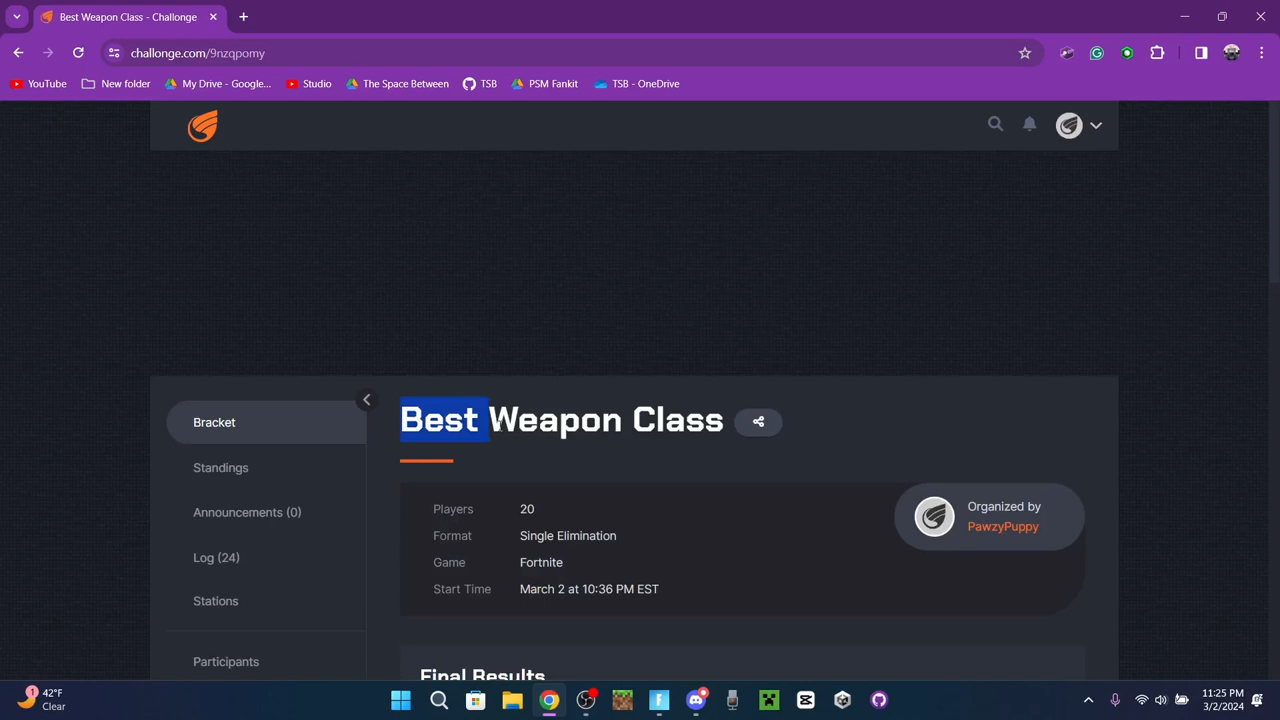 Best Weapon Class - Challonge
challonge.com/9nzqpomy
YouTube
New folder
My Drive - Google...
Studio
The Space Between
TSB
PSM Fankit
TSB - OneDrive
Bracket
Standings
Announcements (0)
Log (24)
Stations
Participants
Best Weapon Class
Players 20
Format Single Elimination
Game Fortnite
Start Time March 2 at 10:36 PM EST
Organized by
PawzyPuppy
Final Results
1
42°F
Clear
11:25 PM
3/2/2024